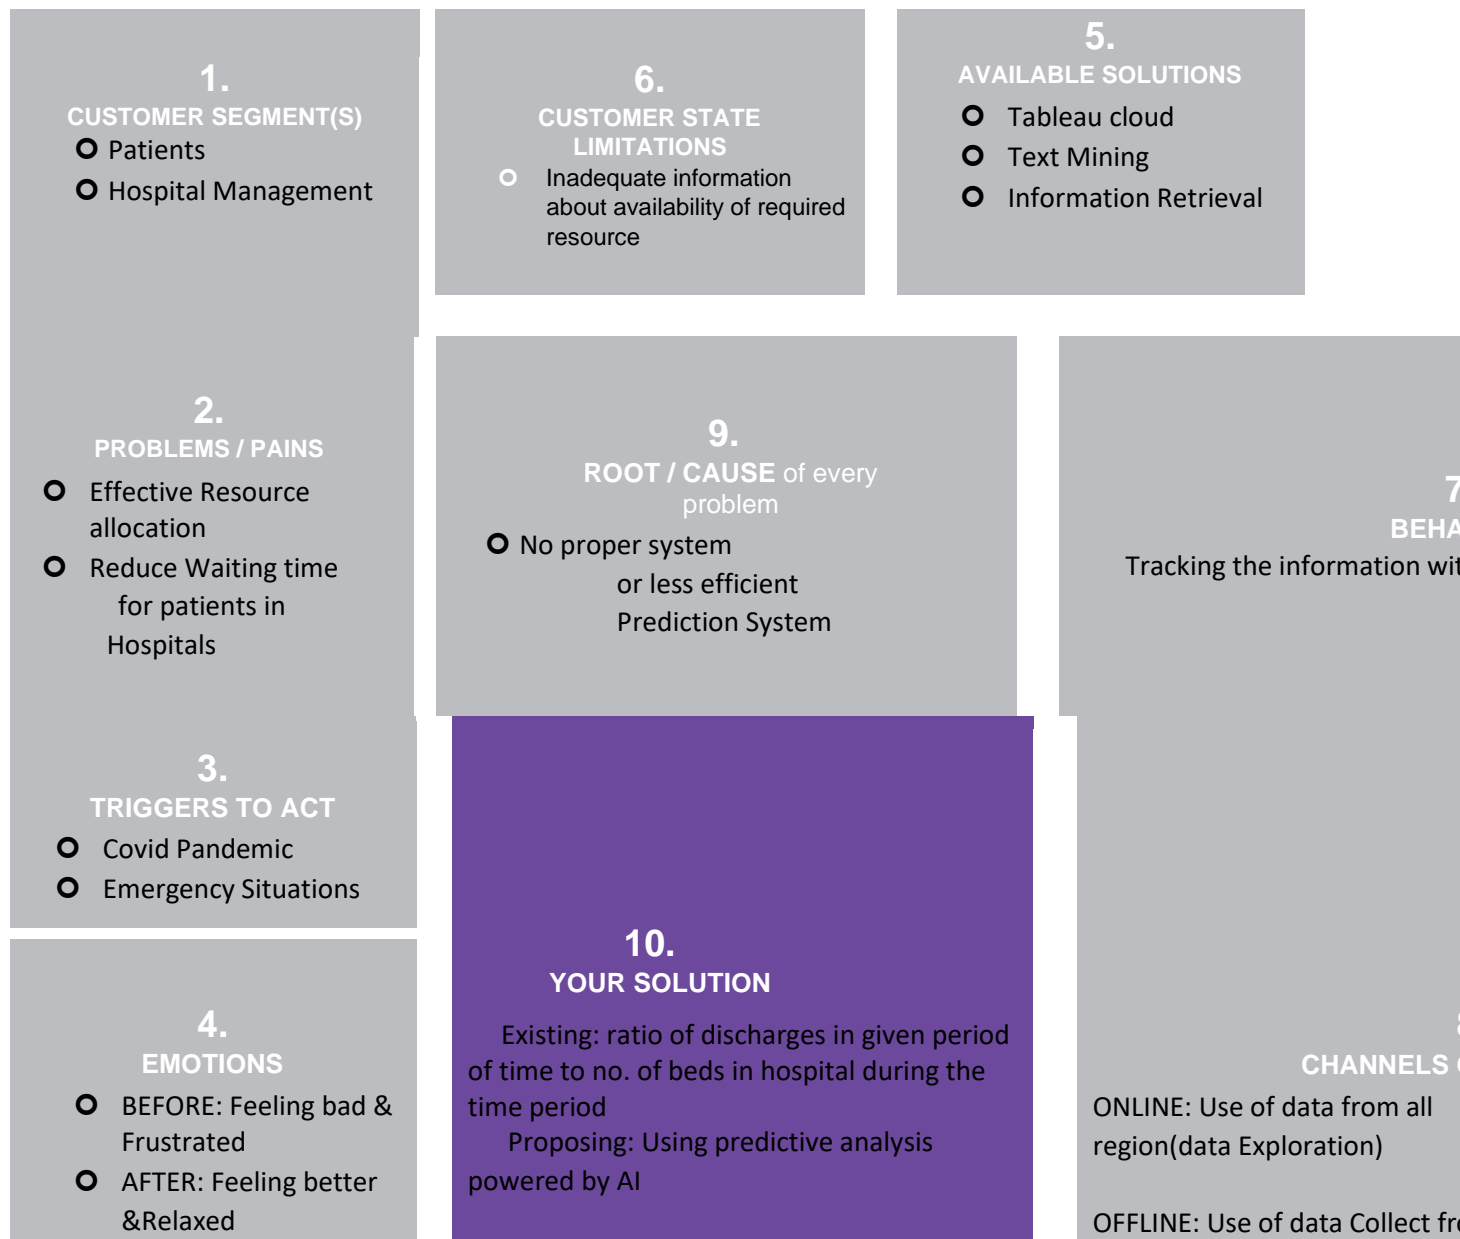 1.
CUSTOMER SEGMENT(S)
Patients
Hospital Management
6.
CUSTOMER STATE
LIMITATIONS
Inadequate information
about availability of required
resource
5.
AVAILABLE SOLUTIONS
Tableau cloud
Text Mining
Information Retrieval
2.
PROBLEMS / PAINS
Effective Resource
allocation
Reduce Waiting time
for patients in
Hospitals
9.
ROOT / CAUSE of every
problem
No proper system
or less efficient
Prediction System
7
Tracking the information
3.
TRIGGERS TO ACT
Covid Pandemic
Emergency Situations
10.
YOUR SOLUTION
Existing: ratio of discharges in given period
of time to no. of beds in hospital during the
time period
Proposing: Using predictive analysis
powered by AI
4.
EMOTIONS
BEFORE: Feeling bad &
Frustrated
AFTER: Feeling better
&Relaxed
CHANNELS
ONLINE: Use of data from all
region(data Exploration)
OFFLINE: Use of data Collect